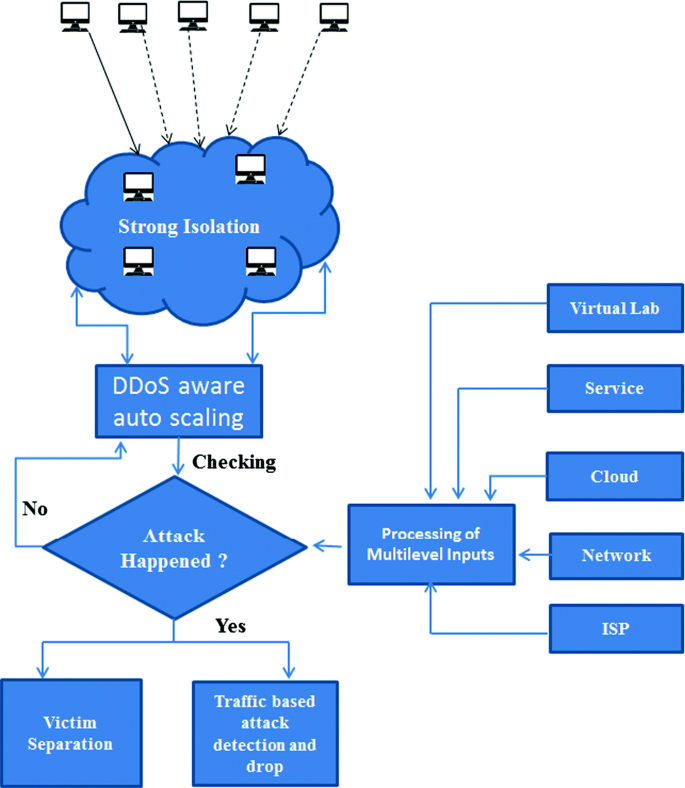 Strong Isolation
Virtual Lab
DDoS aware
auto scaling
Service
Checking
Cloud
No
Attack
Happened ?
Processing of
Multilevel Inputs
Network
Yes
ISP
Victim
Separation
Traffic based
attack
detection and
drop